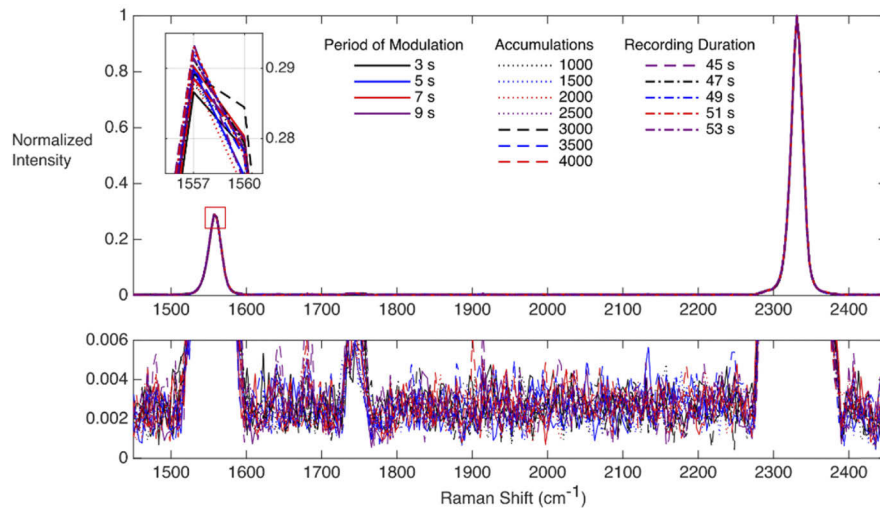 1
0.8
0.6
0.4
0.2
0
Normalized
Intensity
0.29
0.28
1557 1560
Period of Modulation
3 s
5 s
7 s
9 s
Accumulations
1000
1500
2000
2500
3000
3500
4000
Recording Duration
45 s
47 s
49 s
51 s
53 s
1500 1600 1700 1800 1900 2000 2100 2200 2300 2400
0.006
0.004
0.002
0
1500 1600 1700 1800 1900 2000 2100 2200 2300 2400
Raman Shift (cm⁻¹)